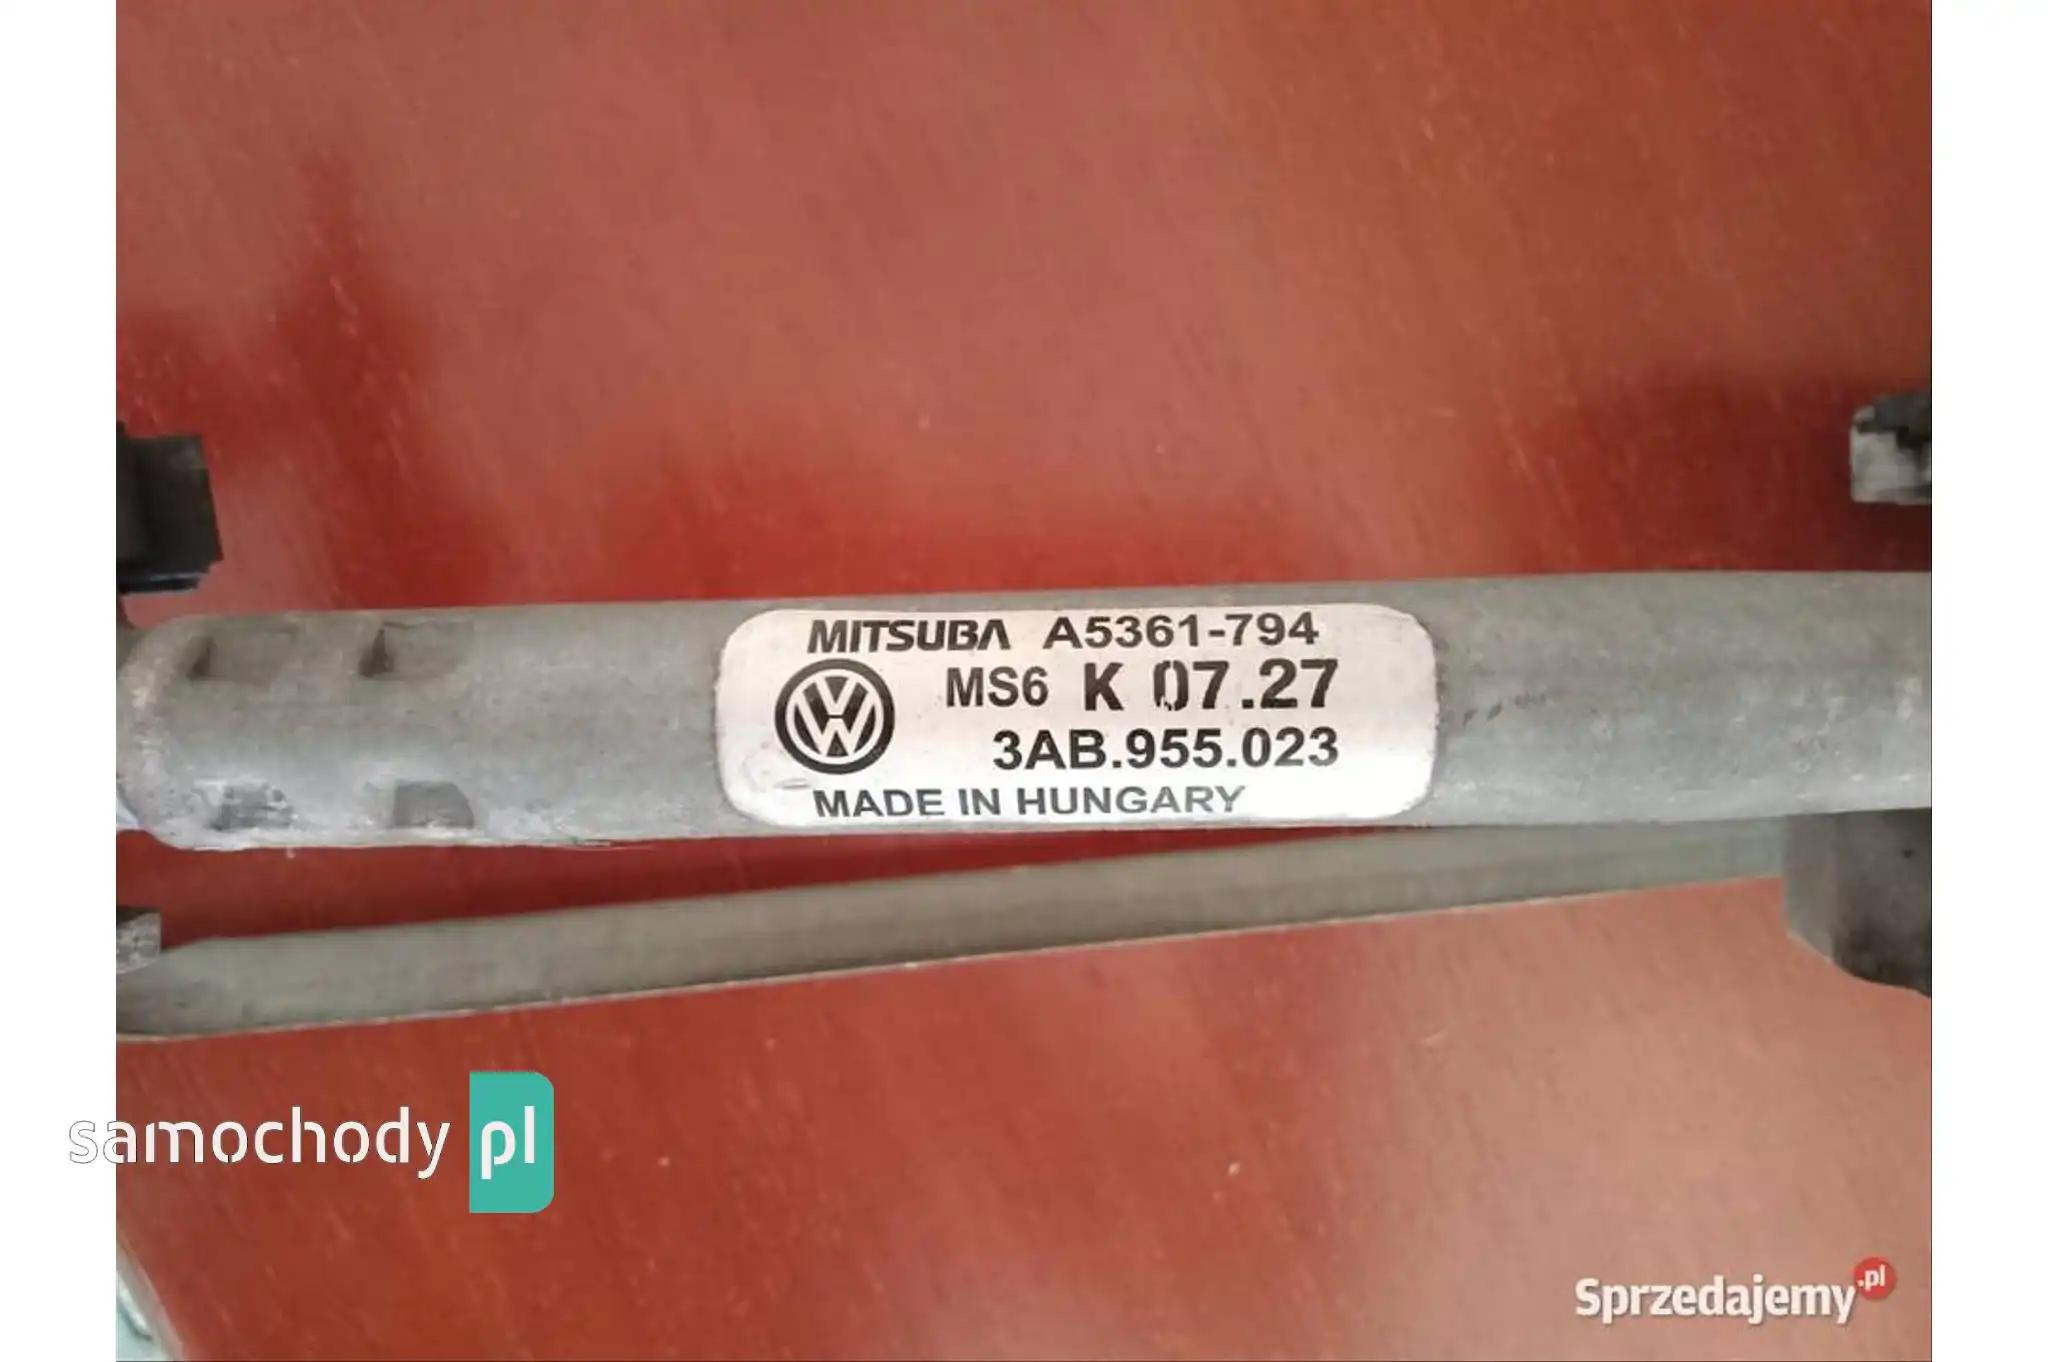 MITSUBA A5361-794
MS6 K 07.27
3AB.955.023
MADE IN HUNGARY
samochody pl
Sprzedajemy.pl